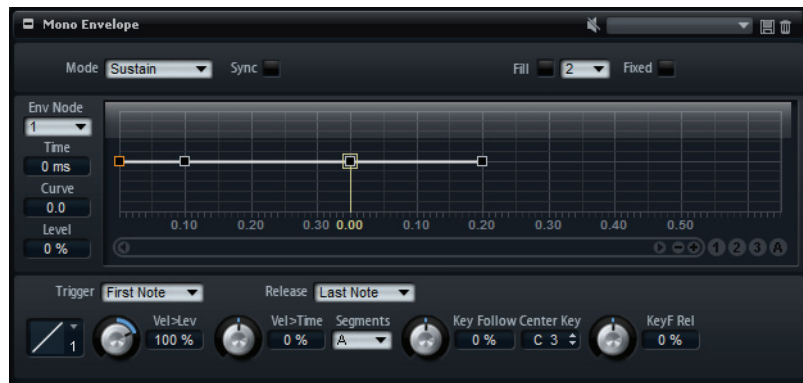 Mono Envelope
Mode Sustain Sync Fill 2 Fixed
Env Node
1
Time
0 ms
Curve
0.0
Level
0 %
0.10 0.20 0.30 0.00 0.10 0.20 0.30 0.40 0.50
1 2 3 A
Trigger First Note Release Last Note
1
Vel>Lev
100 %
Vel>Time
0 %
Segments
A
Key Follow
0 %
Center Key
C 3
KeyF Rel
0 %